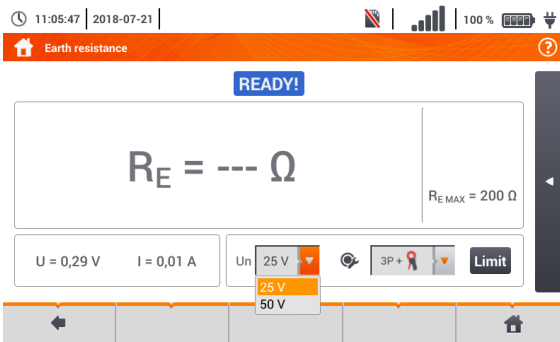 11:05:47 2018-07-21 100 %
Earth resistance ?
READY!
RE = --- Ω
RE MAX = 200 Ω
U = 0,29 V I = 0,01 A Un 25 V 3P + Limit
25 V
50 V